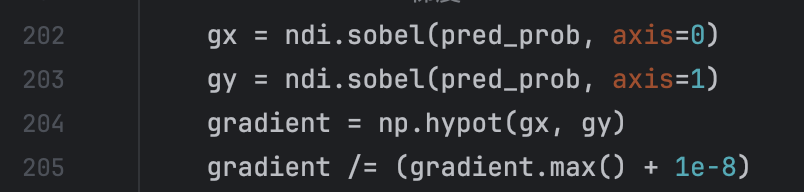 202 gx = ndi.sobel(pred_prob, axis=0)
203 gy = ndi.sobel(pred_prob, axis=1)
204 gradient = np.hypot(gx, gy)
205 gradient /= (gradient.max() + 1e-8)